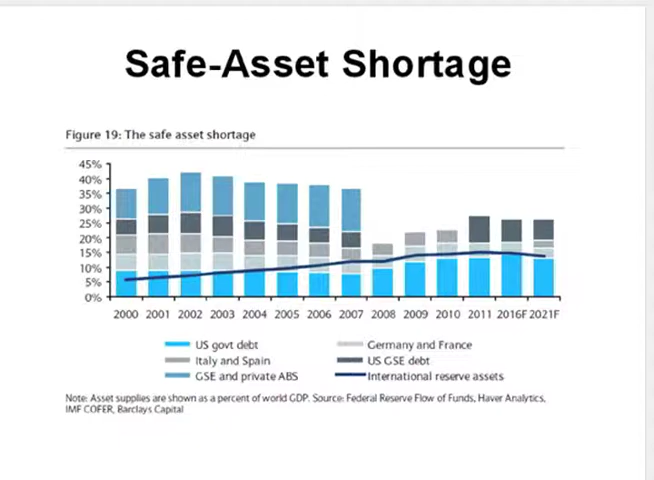 Safe-Asset Shortage
Figure 19: The safe asset shortage
45%
40%
35%
30%
25%
20%
15%
10%
5%
0%
2000 2001 2002 2003 2004 2005 2006 2007 2008 2009 2010 2011 2016F 2021F
US govt debt Germany and France
Italy and Spain US GSE debt
GSE and private ABS International reserve assets
Note: Asset supplies are shown as a percent of world GDP. Source: Federal Reserve Flow of Funds, Haver Analytics,
IMF COFER, Barclays Capital